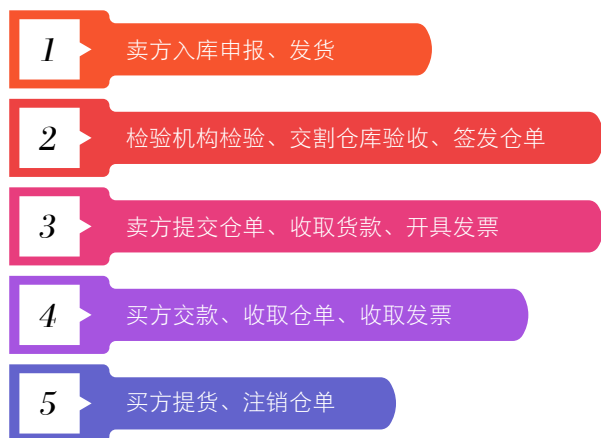 1 卖方入库申报、发货
2 检验机构检验、交割仓库验收、签发仓单
3 卖方提交仓单、收取货款、开具发票
4 买方交款、收取仓单、收取发票
5 买方提货、注销仓单